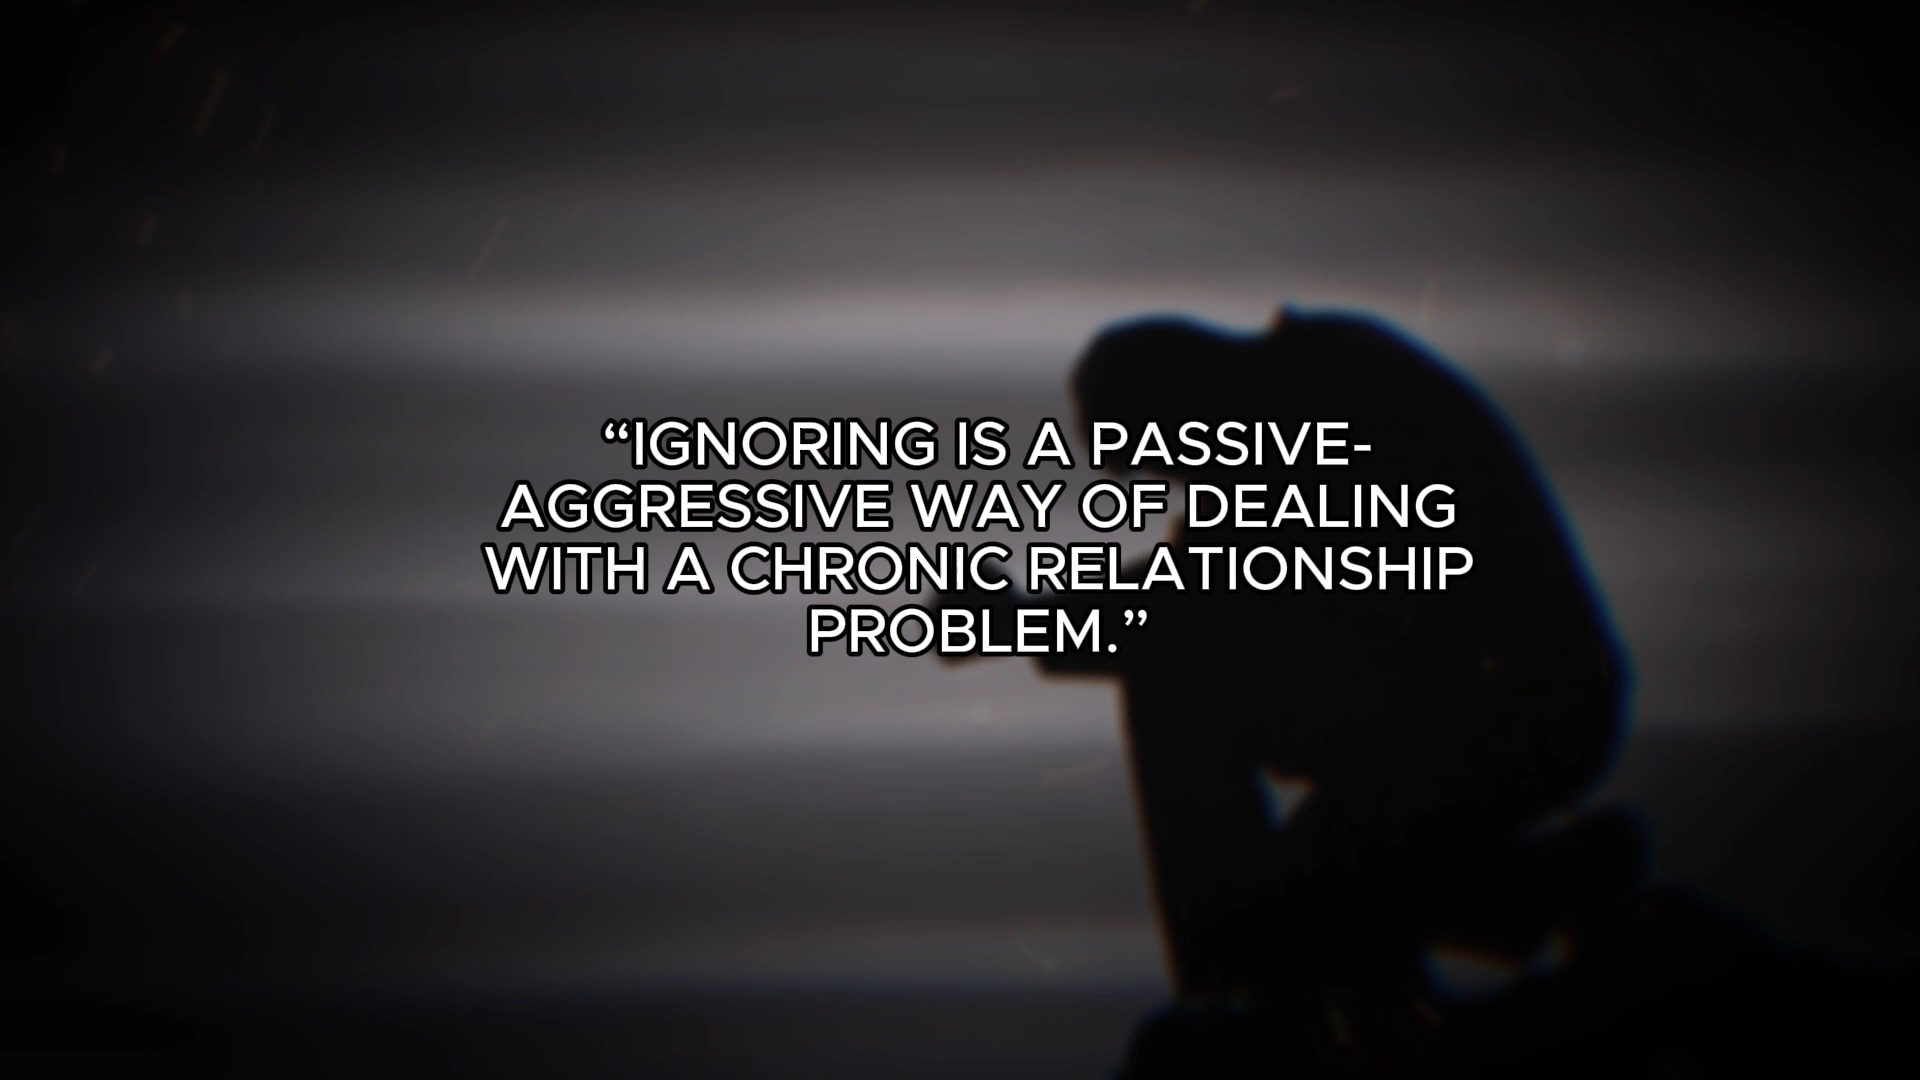 “IGNORING IS A PASSIVE-
AGGRESSIVE WAY OF DEALING
WITH A CHRONIC RELATIONSHIP
PROBLEM.”